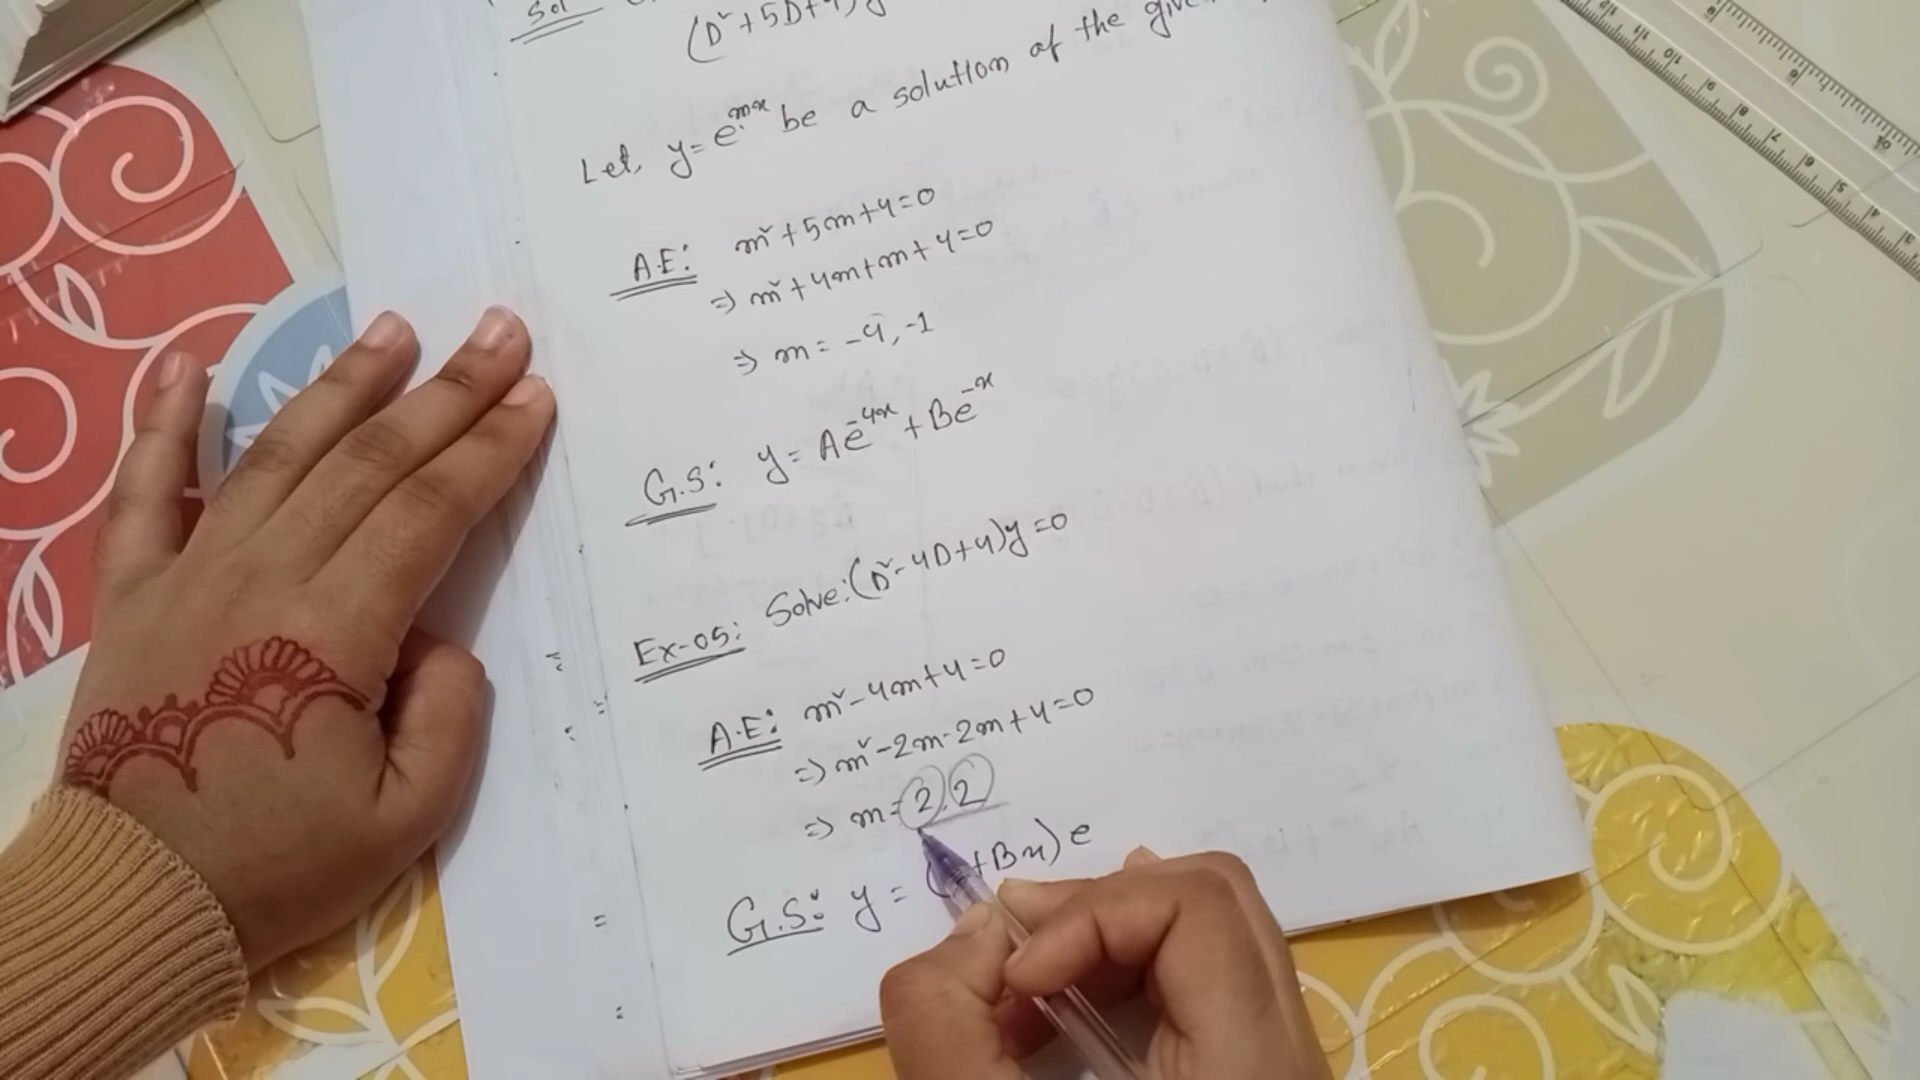 Sol
(D²+5D+4)y
Let, y=e^mx be a solution of the given
A.E: m²+5m+4=0
⇒ m²+4m+m+4=0
⇒ m=-4,-1
G.S: y=Ae^-4x+Be^-x
Ex-05: Solve:(D²-4D+4)y=0
A.E: m²-4m+4=0
⇒ m²-2m-2m+4=0
⇒ m=2,2
G.S: y=( +Bx)e